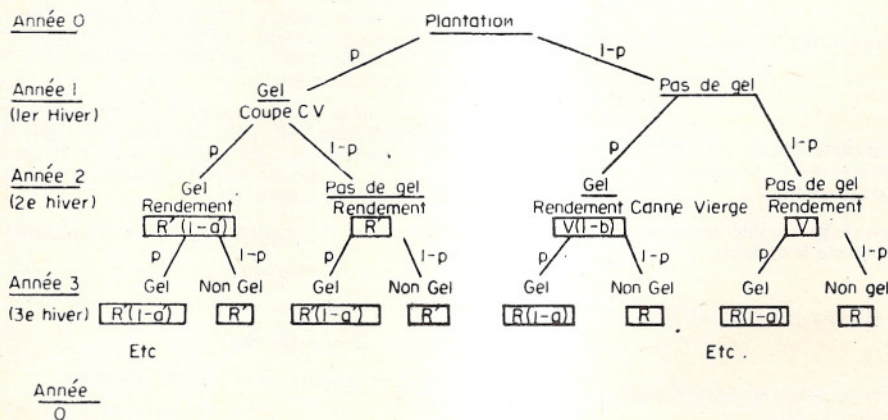 Année 0 Plantation
p 1-p
Année 1 Gel Pas de gel
(1er Hiver) Coupe CV
p 1-p p 1-p
Année 2 Gel Pas de gel Gel Pas de gel
(2e hiver) Rendement Rendement Rendement Canne Vierge Rendement
R'(1-a') R' V(1-b) V
p 1-p p 1-p p 1-p p 1-p
Année 3 Gel Non Gel Gel Non Gel Gel Non Gel Gel Non gel
(3e hiver) R'(1-a') R' R'(1-a') R' R(1-a) R R(1-a) R
Etc Etc.
Année
0